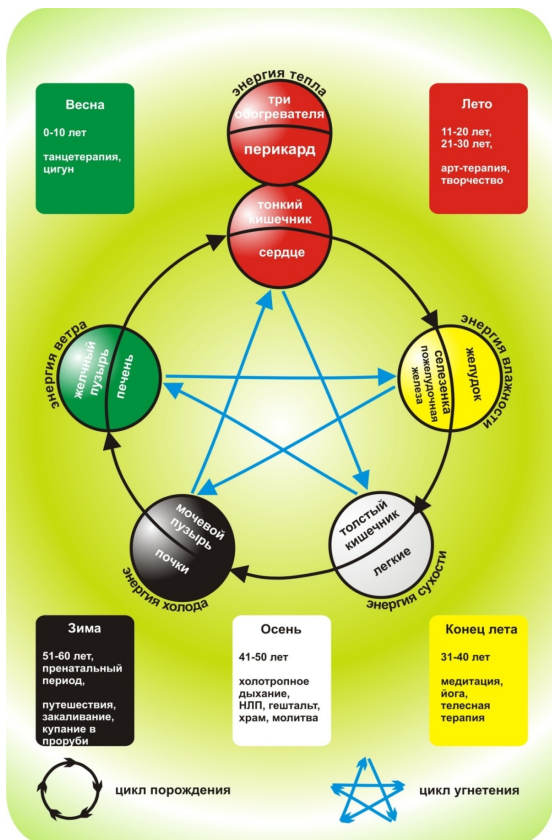 энергия тепла
три
обогревателя
перикард
Весна
0-10 лет
танцетерапия,
цигун
Лето
11-20 лет,
21-30 лет,
арт-терапия,
творчество
тонкий
кишечник
сердце
энергия ветра
желчный
пузырь
печень
энергия влажности
желудок
селезенка
пожелудочная
железа
мочевой
пузырь
почки
энергия холода
толстый
кишечник
легкие
энергия сухости
Зима
51-60 лет,
пренатальный
период,
путешествия,
закаливание,
купание в
проруби
Осень
41-50 лет
холотропное
дыхание,
НЛП, гештальт,
храм, молитва
Конец лета
31-40 лет
медитация,
йога,
телесная
терапия
цикл порождения
цикл угнетения